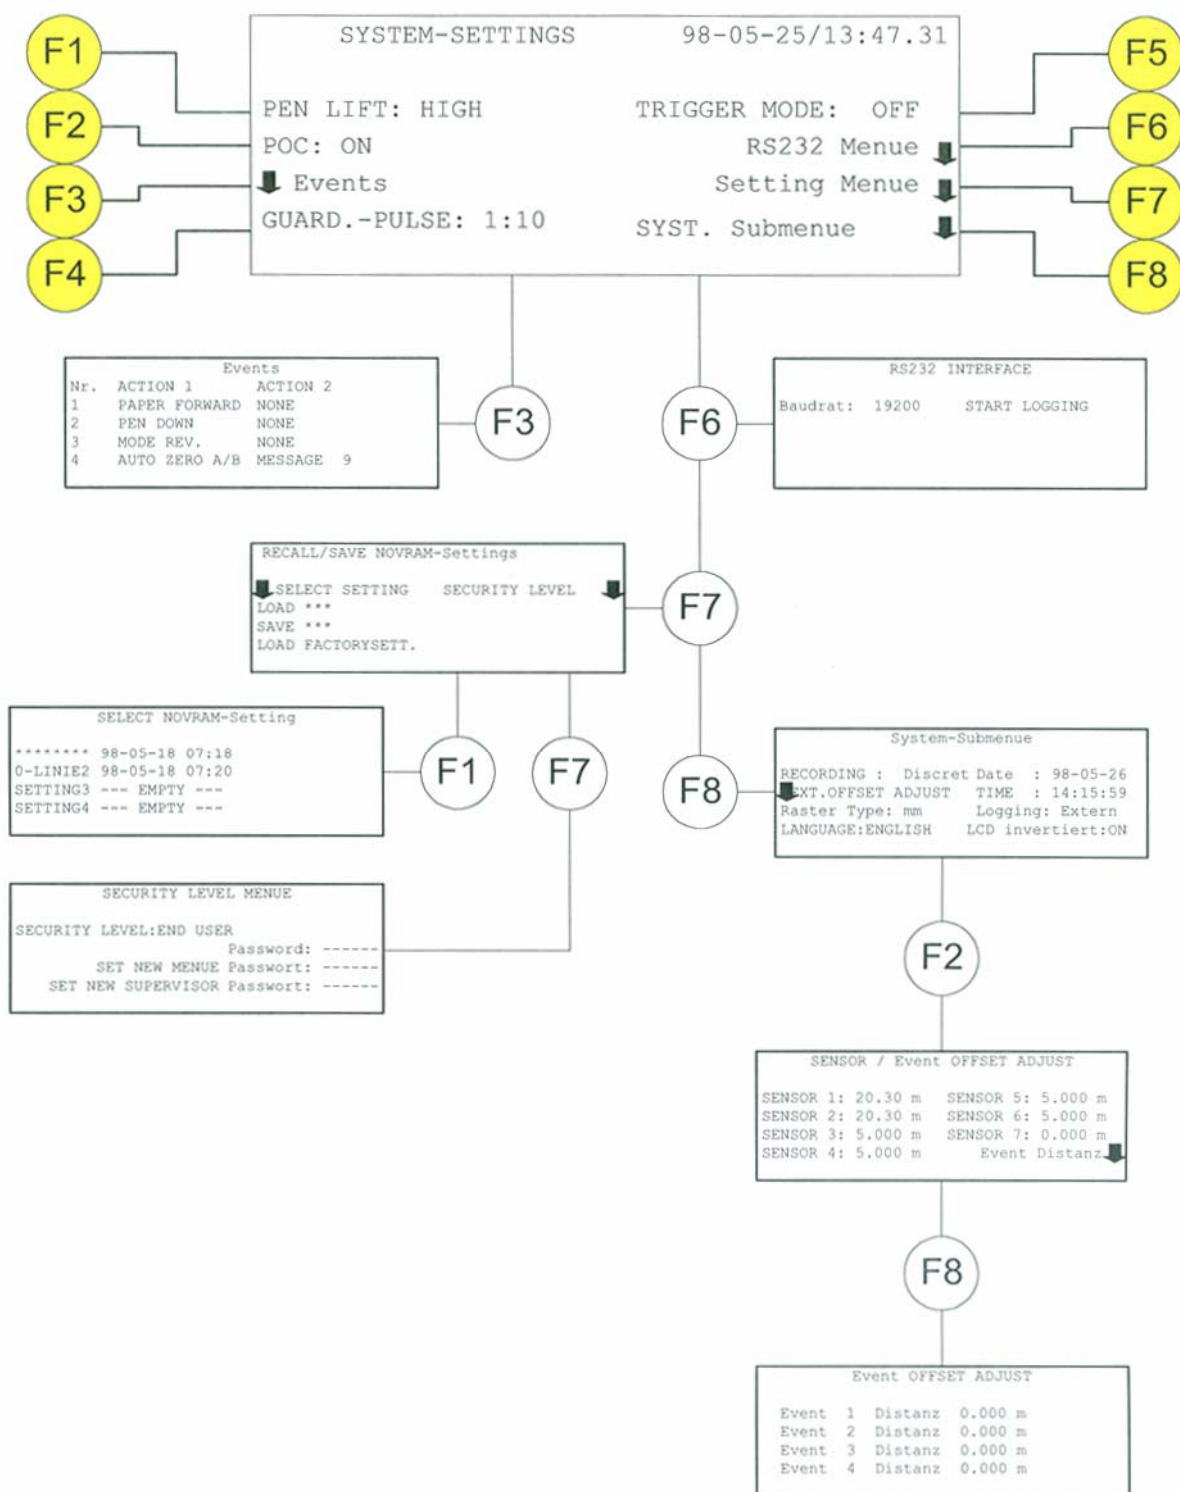 SYSTEM-SETTINGS 98-05-25/13:47.31
F1
F5
PEN LIFT: HIGH TRIGGER MODE: OFF
F2
F6
POC: ON RS232 Menue
F3
F7
Events Setting Menue
GUARD.-PULSE: 1:10 SYST. Submenue
F4
F8
Events
Nr. ACTION 1 ACTION 2
1 PAPER FORWARD NONE
2 PEN DOWN NONE
3 MODE REV. NONE
4 AUTO ZERO A/B MESSAGE 9
F3
F6
RS232 INTERFACE
Baudrat: 19200 START LOGGING
RECALL/SAVE NOVRAM-Settings
SELECT SETTING SECURITY LEVEL
LOAD ***
SAVE ***
LOAD FACTORYSETT.
F7
SELECT NOVRAM-Setting
******** 98-05-18 07:18
0-LINIE2 98-05-18 07:20
SETTING3 --- EMPTY ---
SETTING4 --- EMPTY ---
F1
F7
F8
System-Submenue
RECORDING : Discret Date : 98-05-26
EXT.OFFSET ADJUST TIME : 14:15:59
Raster Type: mm Logging: Extern
LANGUAGE:ENGLISH LCD invertiert:ON
SECURITY LEVEL MENUE
SECURITY LEVEL:END USER
Password: ------
SET NEW MENUE Passwort: ------
SET NEW SUPERVISOR Passwort: ------
F2
SENSOR / Event OFFSET ADJUST
SENSOR 1: 20.30 m SENSOR 5: 5.000 m
SENSOR 2: 20.30 m SENSOR 6: 5.000 m
SENSOR 3: 5.000 m SENSOR 7: 0.000 m
SENSOR 4: 5.000 m Event Distanz
F8
Event OFFSET ADJUST
Event 1 Distanz 0.000 m
Event 2 Distanz 0.000 m
Event 3 Distanz 0.000 m
Event 4 Distanz 0.000 m